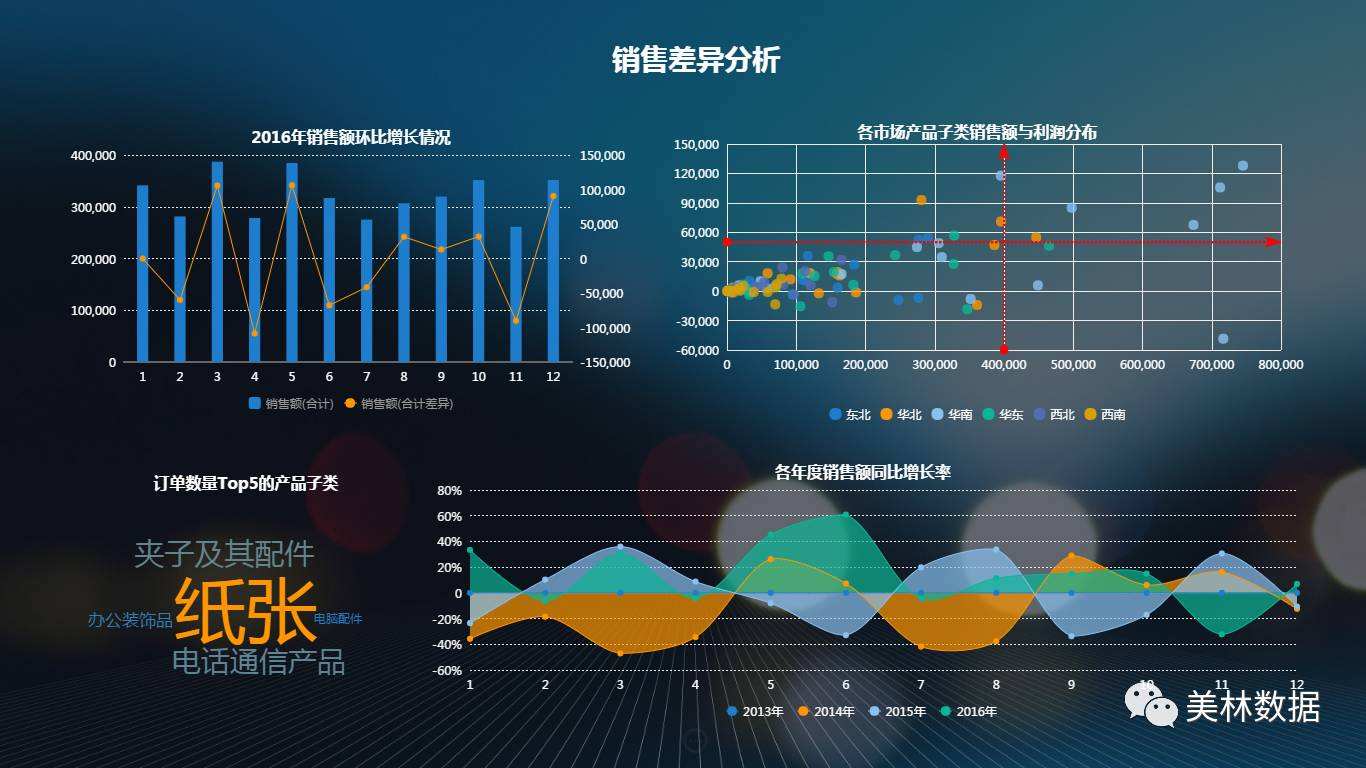 销售差异分析
2016年销售额环比增长情况
400,000
300,000
200,000
100,000
0
150,000
100,000
50,000
0
-50,000
-100,000
-150,000
1 2 3 4 5 6 7 8 9 10 11 12
销售额(合计) 销售额(合计差异)
各市场产品子类销售额与利润分布
150,000
120,000
90,000
60,000
30,000
0
-30,000
-60,000
0 100,000 200,000 300,000 400,000 500,000 600,000 700,000 800,000
东北 华北 华南 华东 西北 西南
订单数量Top5的产品子类
夹子及其配件
办公装饰品 纸张 电脑配件
电话通信产品
各年度销售额同比增长率
80%
60%
40%
20%
0
-20%
-40%
-60%
1 2 3 4 5 6 7 8 9 10 11 12
2013年 2014年 2015年 2016年
美林数据